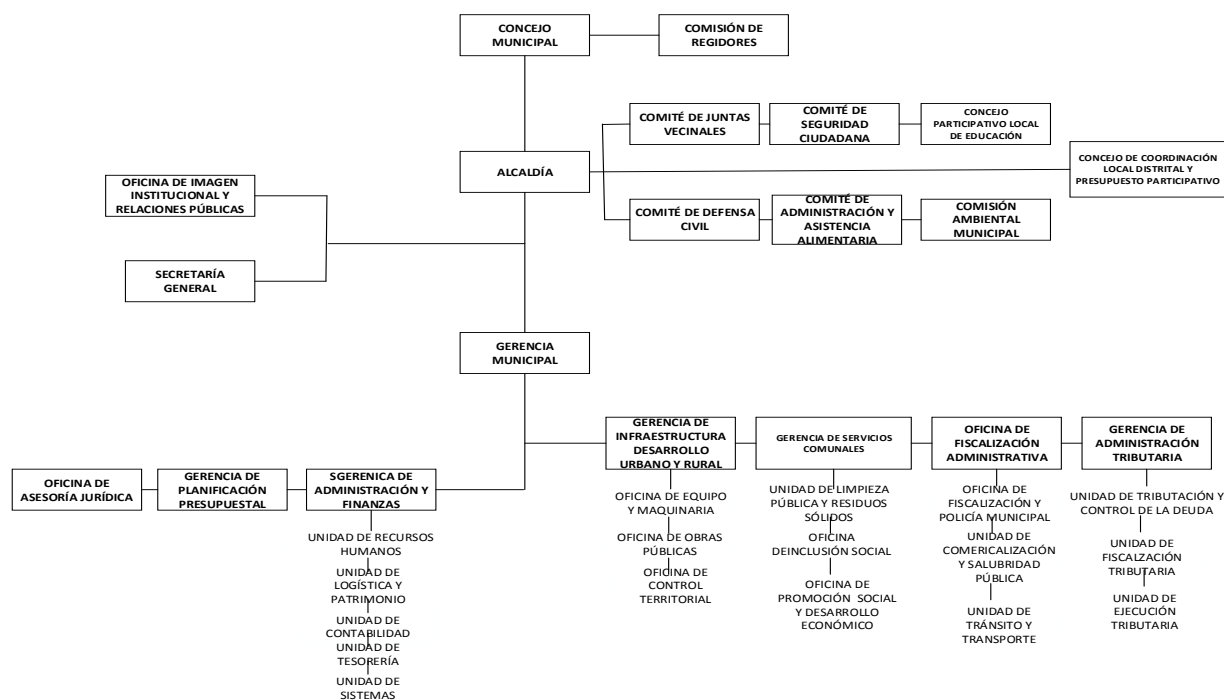 CONCEJO
MUNICIPAL
COMISIÓN DE
REGIDORES
COMITÉ DE JUNTAS
VECINALES
COMITÉ DE
SEGURIDAD
CIUDADANA
CONCEJO
PARTICIPATIVO LOCAL
DE EDUCACIÓN
ALCALDÍA
CONCEJO DE COORDINACIÓN
LOCAL DISTRITAL Y
PRESUPUESTO PARTICIPATIVO
OFICINA DE IMAGEN
INSTITUCIONAL Y
RELACIONES PÚBLICAS
COMITÉ DE DEFENSA
CIVIL
COMITÉ DE
ADMINISTRACIÓN Y
ASISTENCIA
ALIMENTARIA
COMISIÓN
AMBIENTAL
MUNICIPAL
SECRETARÍA
GENERAL
GERENCIA
MUNICIPAL
GERENCIA DE
INFRAESTRUCTURA
DESARROLLO
URBANO Y RURAL
GERENCIA DE SERVICIOS
COMUNALES
OFICINA DE
FISCALIZACIÓN
ADMINISTRATIVA
GERENCIA DE
ADMINISTRACIÓN
TRIBUTARIA
OFICINA DE
ASESORÍA JURÍDICA
GERENCIA DE
PLANIFICACIÓN
PRESUPUESTAL
SGERENICA DE
ADMINISTRACIÓN Y
FINANZAS
UNIDAD DE RECURSOS
HUMANOS
UNIDAD DE
LOGÍSTICA Y
PATRIMONIO
UNIDAD DE
CONTABILIDAD
UNIDAD DE
TESORERÍA
UNIDAD DE
SISTEMAS
OFICINA DE EQUIPO
Y MAQUINARIA
OFICINA DE OBRAS
PÚBLICAS
OFICINA DE
CONTROL
TERRITORIAL
UNIDAD DE LIMPIEZA
PÚBLICA Y RESIDUOS
SÓLIDOS
OFICINA
DEINCLUSIÓN SOCIAL
OFICINA DE
PROMOCIÓN SOCIAL
Y DESARROLLO
ECONÓMICO
OFICINA DE
FISCALIZACIÓN Y
POLICÍA MUNICIPAL
UNIDAD DE
COMERICALIZACIÓN
Y SALUBRIDAD
PÚBLICA
UNIDAD DE
TRÁNSITO Y
TRANSPORTE
UNIDAD DE TRIBUTACIÓN Y
CONTROL DE LA DEUDA
UNIDAD DE
FISCALZACIÓN
TRIBUTARIA
UNIDAD DE
EJECUCIÓN
TRIBUTARIA